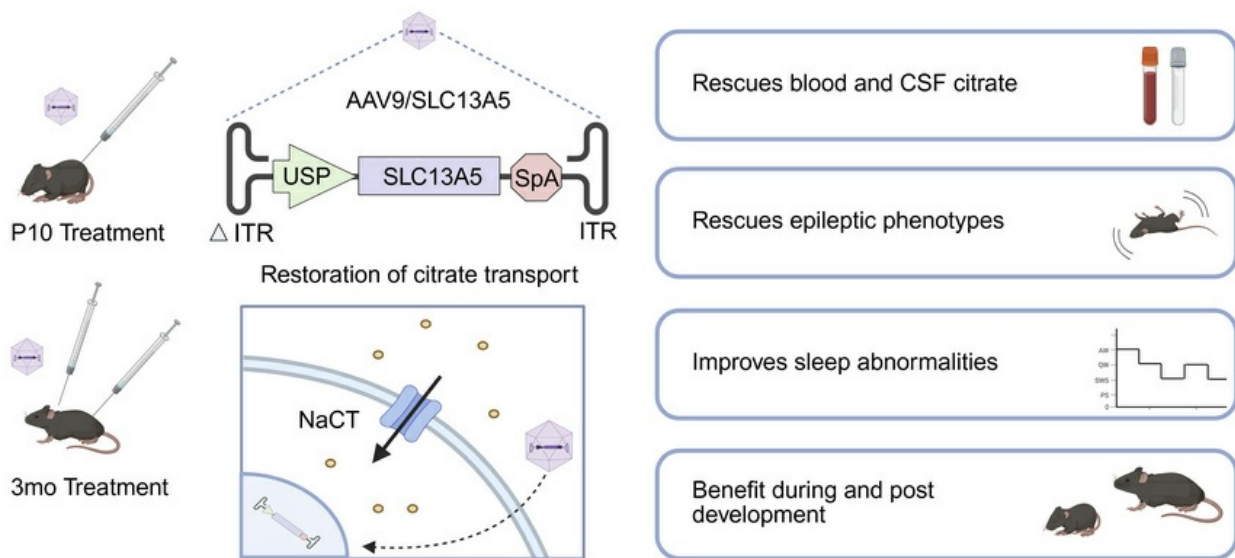 P10 Treatment
3mo Treatment
AAV9/SLC13A5
USP
SLC13A5
SpA
△ ITR
ITR
Restoration of citrate transport
NaCT
Rescues blood and CSF citrate
Rescues epileptic phenotypes
Improves sleep abnormalities
AW
QW
SWS
PS
0
Benefit during and post
development